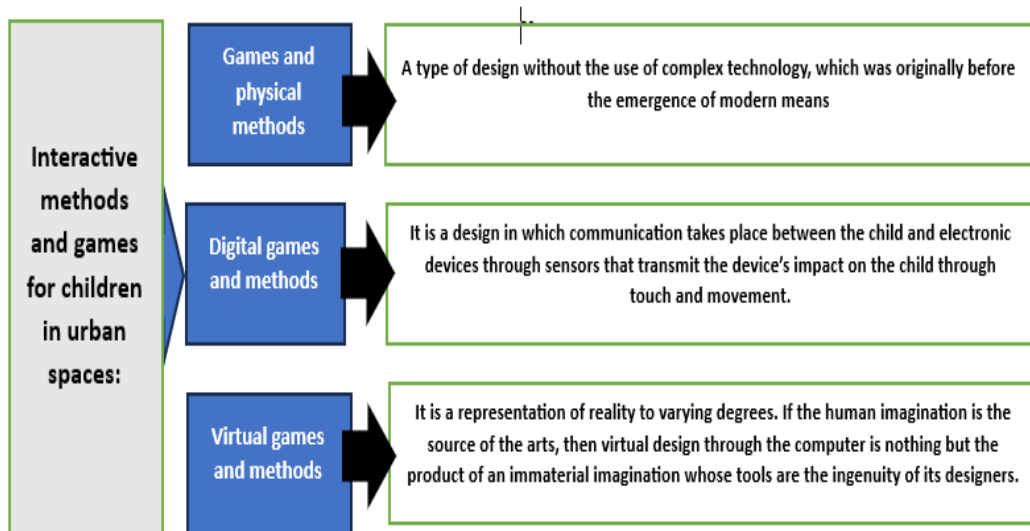 Interactive
methods
and games
for children
in urban
spaces:
Games and
physical
methods
A type of design without the use of complex technology, which was originally before
the emergence of modern means
Digital games
and methods
It is a design in which communication takes place between the child and electronic
devices through sensors that transmit the device's impact on the child through
touch and movement.
Virtual games
and methods
It is a representation of reality to varying degrees. If the human imagination is the
source of the arts, then virtual design through the computer is nothing but the
product of an immaterial imagination whose tools are the ingenuity of its designers.